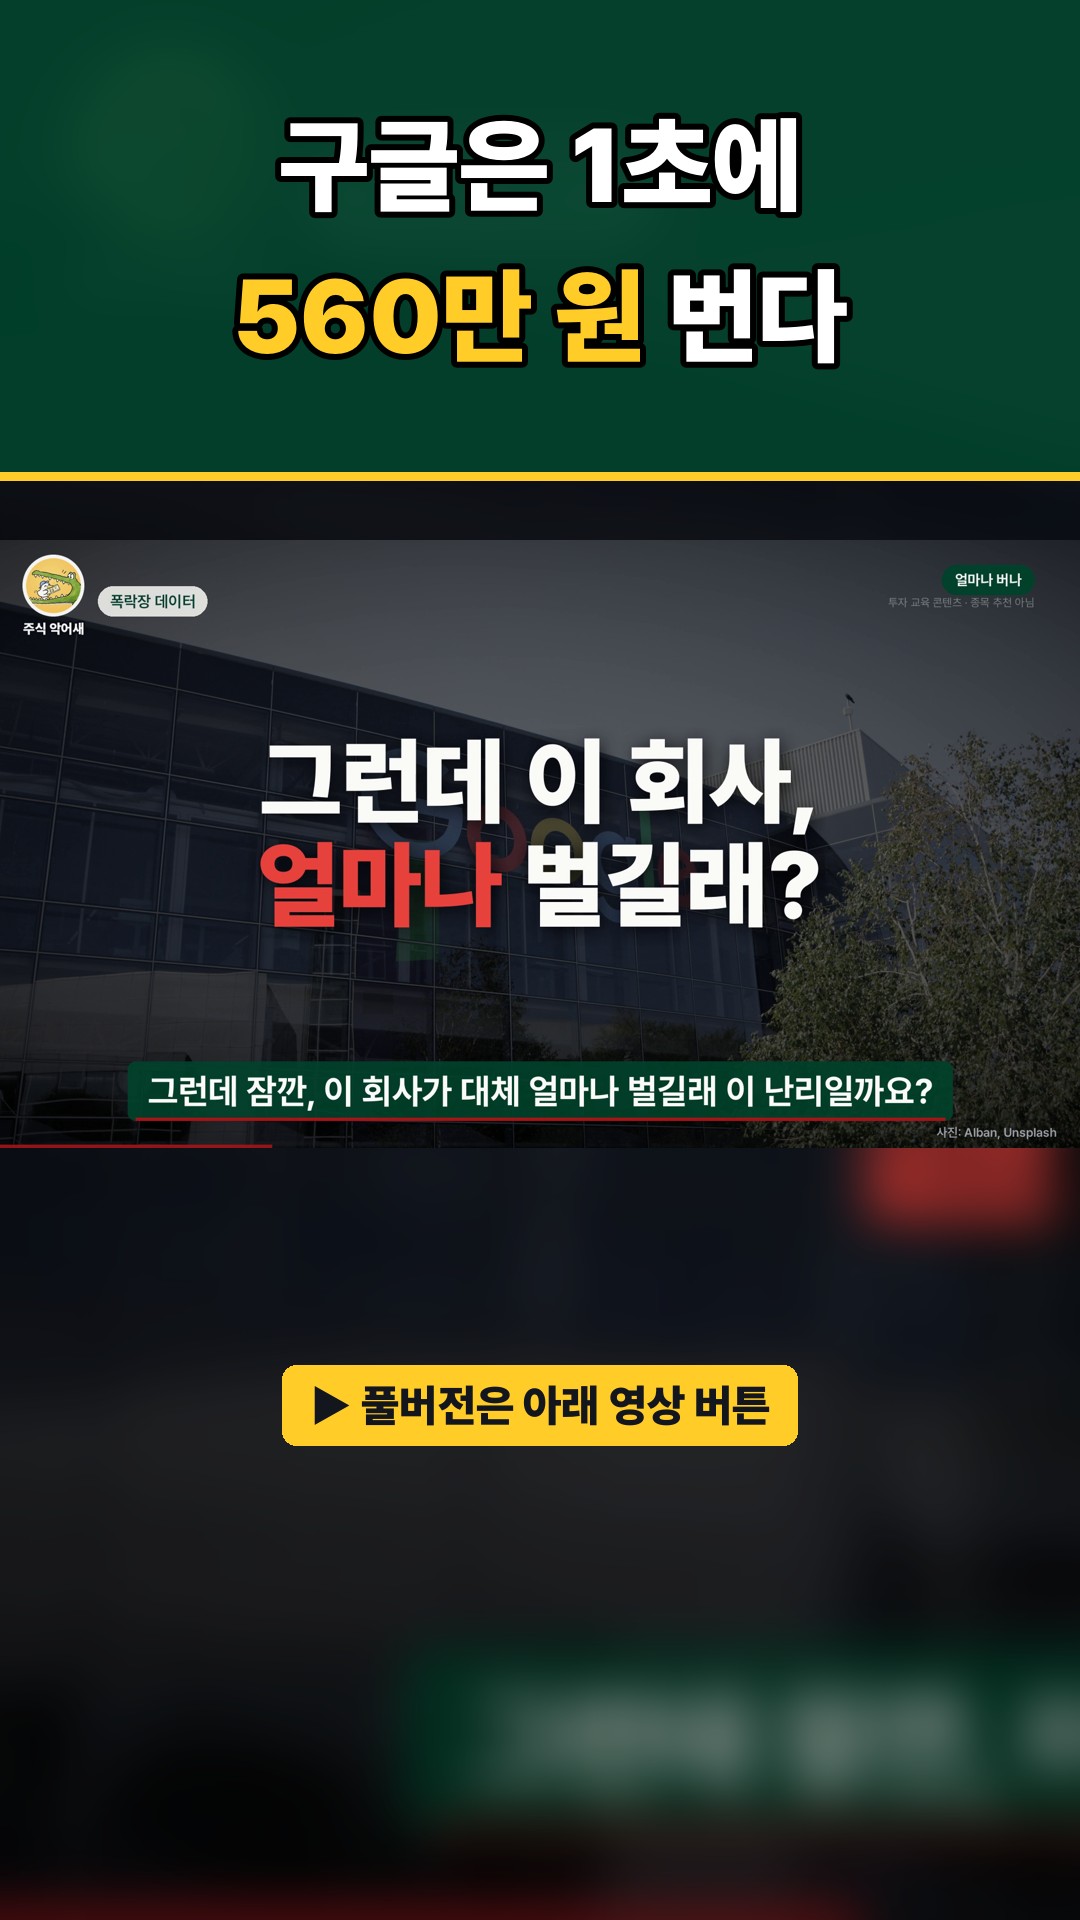 구글은 1초에
560만 원 번다
폭락장 데이터
주식 악어새
얼마나 버나
투자 교육 콘텐츠 · 종목 추천 아님
그런데 이 회사,
얼마나 벌길래?
Google
그런데 잠깐, 이 회사가 대체 얼마나 벌길래 이 난리일까요?
사진: Alban, Unsplash
▶ 풀버전은 아래 영상 버튼